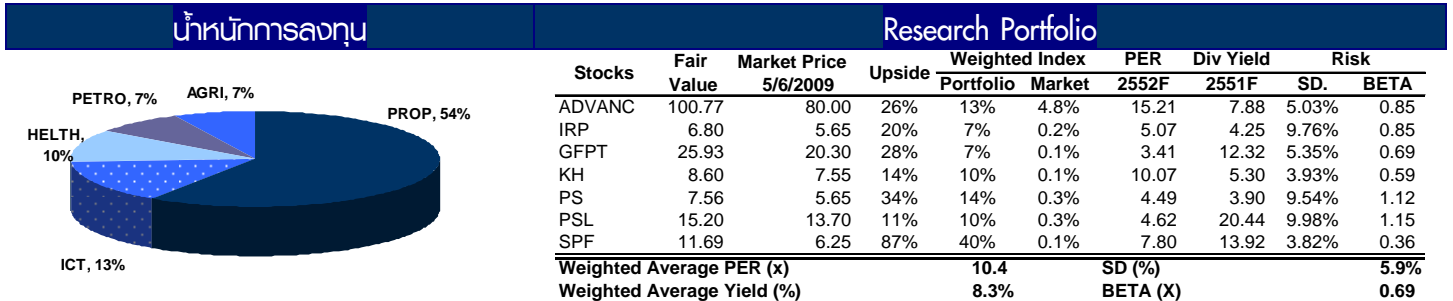 น้ำหนักการลงทุน
Research Portfolio
PETRO, 7%
AGRI, 7%
PROP, 54%
HELTH,
10%
ICT, 13%
Stocks Fair Value Market Price 5/6/2009 Upside Weighted Index PER Div Yield Risk
Portfolio Market 2552F 2551F SD. BETA
ADVANC 100.77 80.00 26% 13% 4.8% 15.21 7.88 5.03% 0.85
IRP 6.80 5.65 20% 7% 0.2% 5.07 4.25 9.76% 0.85
GFPT 25.93 20.30 28% 7% 0.1% 3.41 12.32 5.35% 0.69
KH 8.60 7.55 14% 10% 0.1% 10.07 5.30 3.93% 0.59
PS 7.56 5.65 34% 14% 0.3% 4.49 3.90 9.54% 1.12
PSL 15.20 13.70 11% 10% 0.3% 4.62 20.44 9.98% 1.15
SPF 11.69 6.25 87% 40% 0.1% 7.80 13.92 3.82% 0.36
Weighted Average PER (x) 10.4 SD (%) 5.9%
Weighted Average Yield (%) 8.3% BETA (X) 0.69